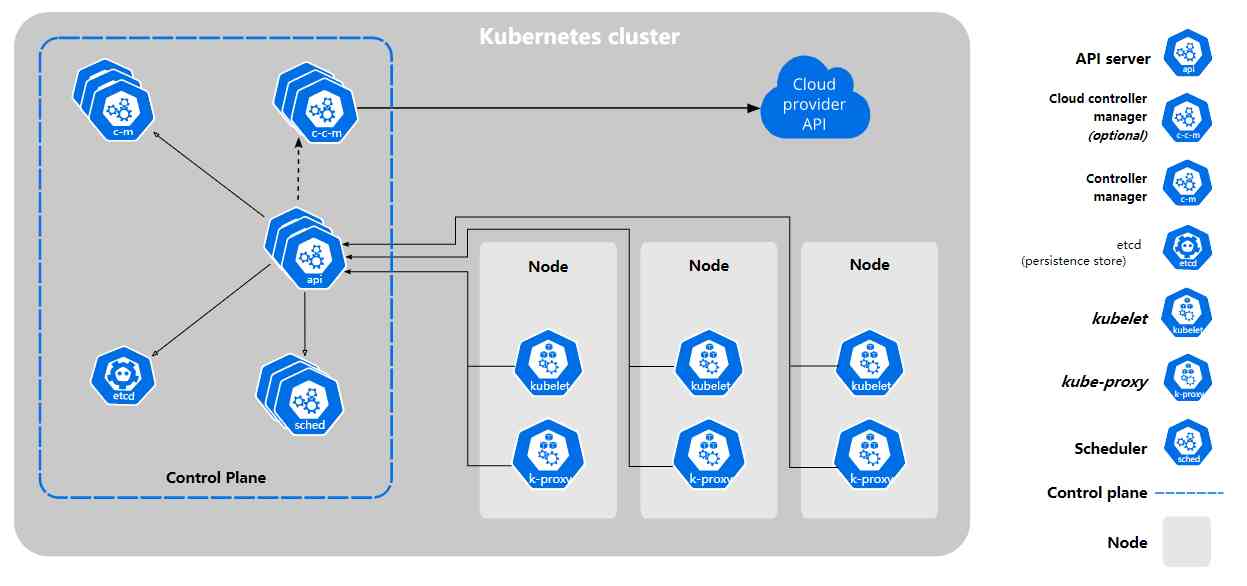 Kubernetes cluster
c-m
c-c-m
Cloud
provider
API
api
etcd
sched
Control Plane
Node
kubelet
k-proxy
Node
kubelet
k-proxy
Node
kubelet
k-proxy
API server
api
Cloud controller
manager
(optional)
c-c-m
Controller
manager
c-m
etcd
(persistence store)
etcd
kubelet
kubelet
kube-proxy
k-proxy
Scheduler
sched
Control plane
Node